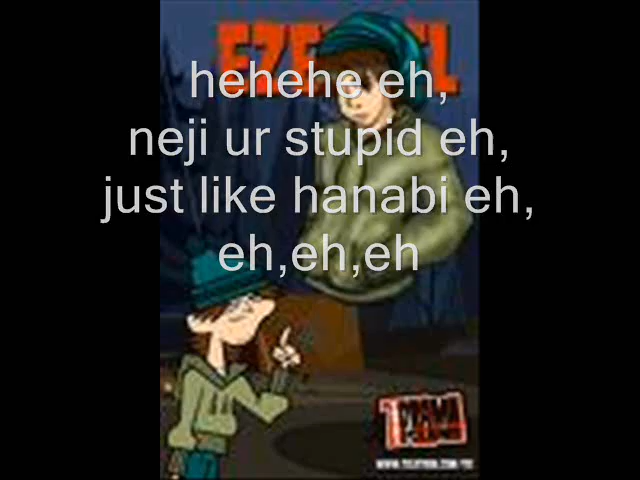 hehehe eh,
neji ur stupid eh,
just like hanabi eh,
eh,eh,eh